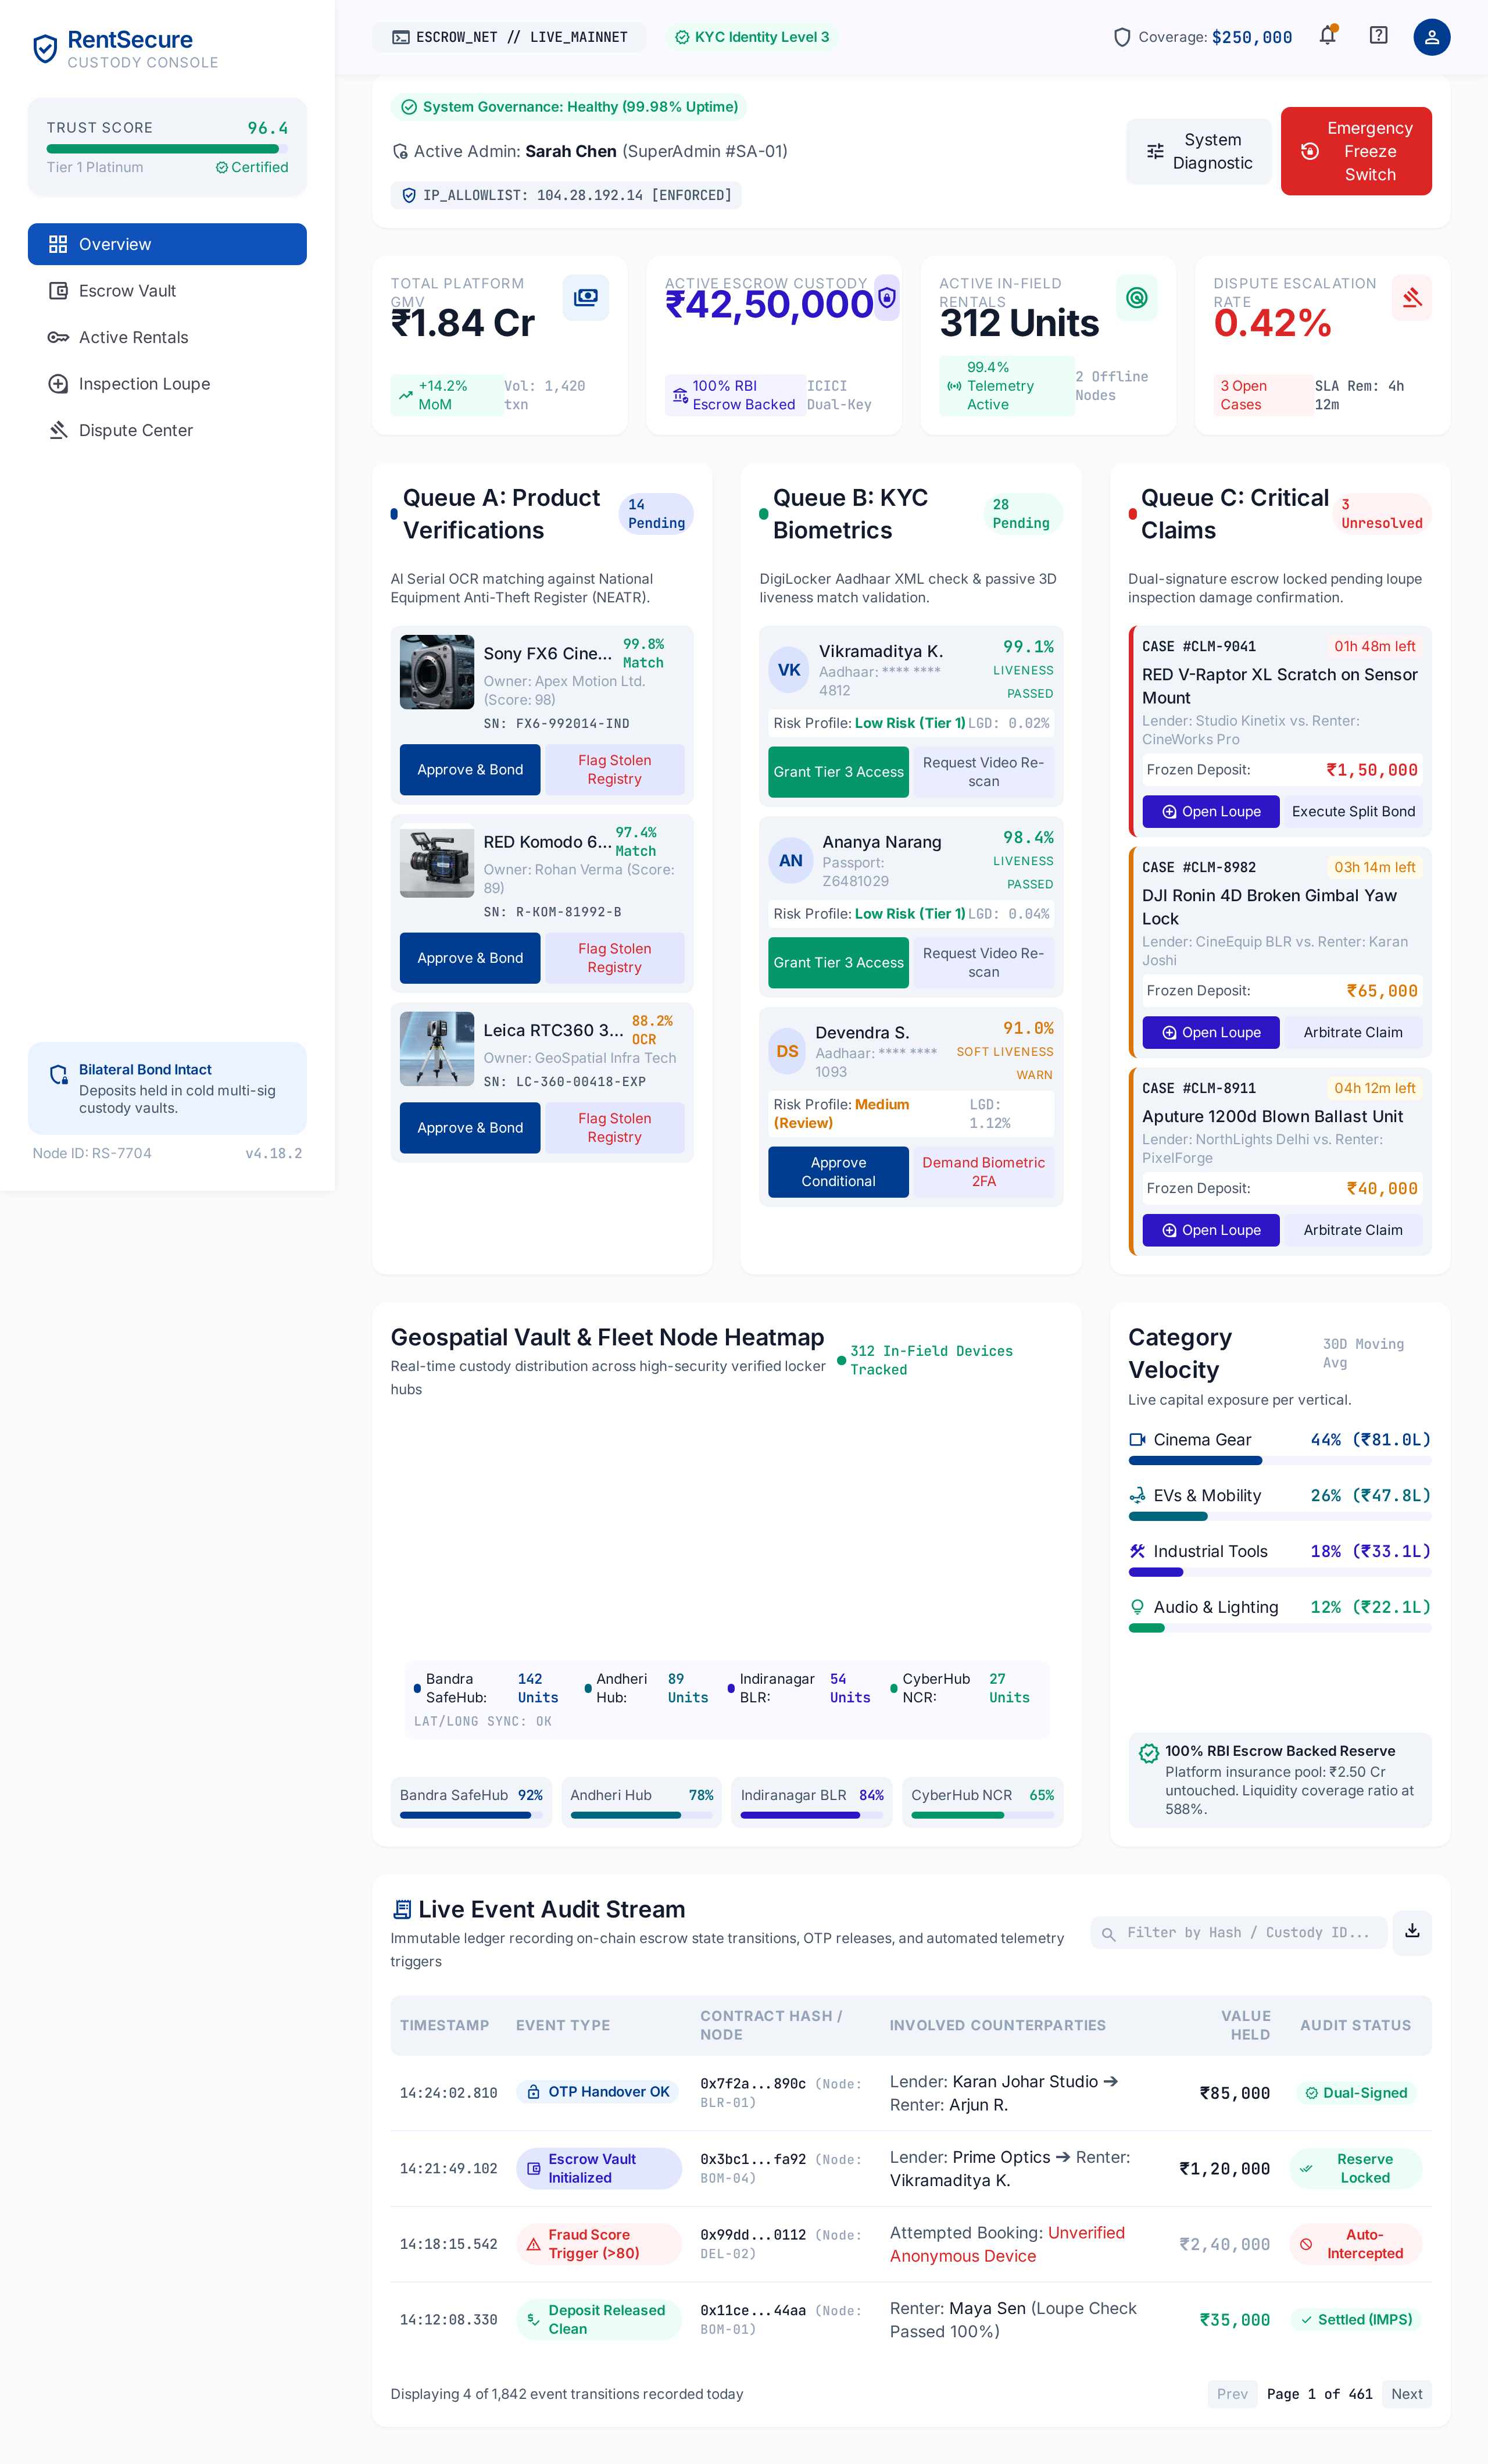 RentSecure
CUSTODY CONSOLE
TRUST SCORE 96.4
Tier 1 Platinum Certified
Overview
Escrow Vault
Active Rentals
Inspection Loupe
Dispute Center
Bilateral Bond Intact
Deposits held in cold multi-sig
custody vaults.
Node ID: RS-7704 v4.18.2
ESCROW_NET // LIVE_MAINNET
KYC Identity Level 3
Coverage: $250,000
System Governance: Healthy (99.98% Uptime)
Active Admin: Sarah Chen (SuperAdmin #SA-01)
IP_ALLOWLIST: 104.28.192.14 [ENFORCED]
System
Diagnostic
Emergency
Freeze
Switch
TOTAL PLATFORM
GMV
₹1.84 Cr
+14.2%
MoM
Vol: 1,420
txn
ACTIVE ESCROW CUSTODY
₹42,50,000
100% RBI
Escrow Backed
ICICI
Dual-Key
ACTIVE IN-FIELD
RENTALS
312 Units
99.4%
Telemetry
Active
2 Offline
Nodes
DISPUTE ESCALATION
RATE
0.42%
3 Open
Cases
SLA Rem: 4h
12m
Queue A: Product
Verifications
14
Pending
AI Serial OCR matching against National
Equipment Anti-Theft Register (NEATR).
Sony FX6 Cine...
99.8%
Match
Owner: Apex Motion Ltd.
(Score: 98)
SN: FX6-992014-IND
Approve & Bond
Flag Stolen
Registry
RED Komodo 6...
97.4%
Match
Owner: Rohan Verma (Score:
89)
SN: R-KOM-81992-B
Approve & Bond
Flag Stolen
Registry
Leica RTC360 3...
88.2%
OCR
Owner: GeoSpatial Infra Tech
SN: LC-360-00418-EXP
Approve & Bond
Flag Stolen
Registry
Queue B: KYC
Biometrics
28
Pending
DigiLocker Aadhaar XML check & passive 3D
liveness match validation.
VK
Vikramaditya K.
Aadhaar: **** ****
4812
99.1%
LIVENESS
PASSED
Risk Profile: Low Risk (Tier 1) LGD: 0.02%
Grant Tier 3 Access
Request Video Re-
scan
AN
Ananya Narang
Passport:
Z6481029
98.4%
LIVENESS
PASSED
Risk Profile: Low Risk (Tier 1) LGD: 0.04%
Grant Tier 3 Access
Request Video Re-
scan
DS
Devendra S.
Aadhaar: **** ****
1093
91.0%
SOFT LIVENESS
WARN
Risk Profile: Medium
(Review)
LGD:
1.12%
Approve
Conditional
Demand Biometric
2FA
Queue C: Critical
Claims
3
Unresolved
Dual-signature escrow locked pending loupe
inspection damage confirmation.
CASE #CLM-9041 01h 48m left
RED V-Raptor XL Scratch on Sensor
Mount
Lender: Studio Kinetix vs. Renter:
CineWorks Pro
Frozen Deposit: ₹1,50,000
Open Loupe Execute Split Bond
CASE #CLM-8982 03h 14m left
DJI Ronin 4D Broken Gimbal Yaw
Lock
Lender: CineEquip BLR vs. Renter: Karan
Joshi
Frozen Deposit: ₹65,000
Open Loupe Arbitrate Claim
CASE #CLM-8911 04h 12m left
Aputure 1200d Blown Ballast Unit
Lender: NorthLights Delhi vs. Renter:
PixelForge
Frozen Deposit: ₹40,000
Open Loupe Arbitrate Claim
Geospatial Vault & Fleet Node Heatmap
Real-time custody distribution across high-security verified locker
hubs
312 In-Field Devices
Tracked
Bandra
SafeHub:
142
Units
Andheri
Hub:
89
Units
Indiranagar
BLR:
54
Units
CyberHub
NCR:
27
Units
LAT/LONG SYNC: OK
Bandra SafeHub 92%
Andheri Hub 78%
Indiranagar BLR 84%
CyberHub NCR 65%
Category
Velocity
30D Moving
Avg
Live capital exposure per vertical.
Cinema Gear 44% (₹81.0L)
EVs & Mobility 26% (₹47.8L)
Industrial Tools 18% (₹33.1L)
Audio & Lighting 12% (₹22.1L)
100% RBI Escrow Backed Reserve
Platform insurance pool: ₹2.50 Cr
untouched. Liquidity coverage ratio at
588%.
Live Event Audit Stream
Immutable ledger recording on-chain escrow state transitions, OTP releases, and automated telemetry
triggers
Filter by Hash / Custody ID...
TIMESTAMP EVENT TYPE CONTRACT HASH /
NODE INVOLVED COUNTERPARTIES VALUE
HELD AUDIT STATUS
14:24:02.810 OTP Handover OK 0x7f2a...890c (Node:
BLR-01) Lender: Karan Johar Studio →
Renter: Arjun R. ₹85,000 Dual-Signed
14:21:49.102 Escrow Vault
Initialized 0x3bc1...fa92 (Node:
BOM-04) Lender: Prime Optics → Renter:
Vikramaditya K. ₹1,20,000 Reserve
Locked
14:18:15.542 Fraud Score
Trigger (>80) 0x99dd...0112 (Node:
DEL-02) Attempted Booking: Unverified
Anonymous Device ₹2,40,000 Auto-
Intercepted
14:12:08.330 Deposit Released
Clean 0x11ce...44aa (Node:
BOM-01) Renter: Maya Sen (Loupe Check
Passed 100%) ₹35,000 Settled (IMPS)
Displaying 4 of 1,842 event transitions recorded today
Prev Page 1 of 461 Next